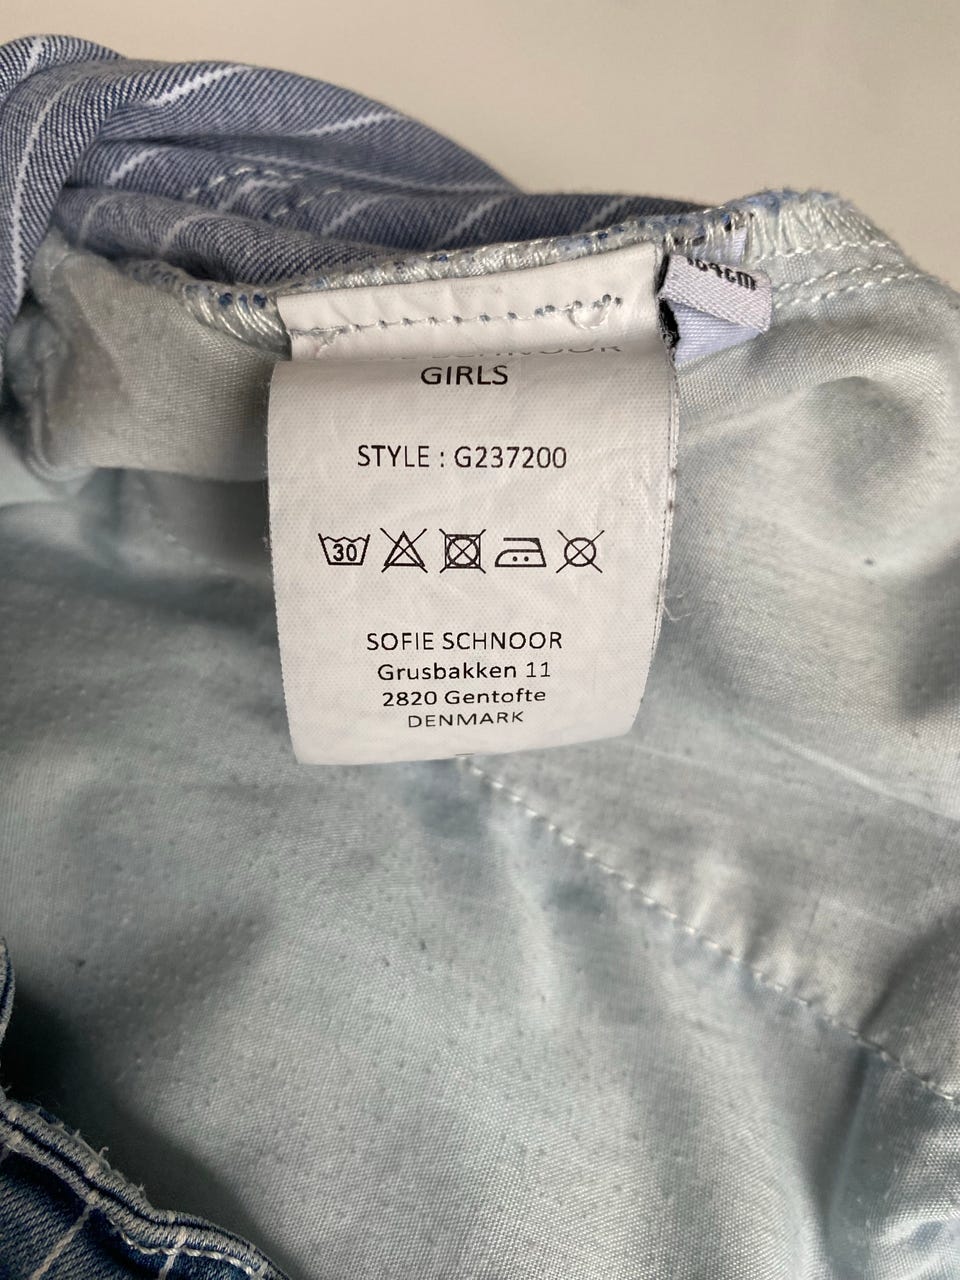 GIRLS
STYLE : G237200
30
SOFIE SCHNOOR
Grusbakken 11
2820 Gentofte
DENMARK